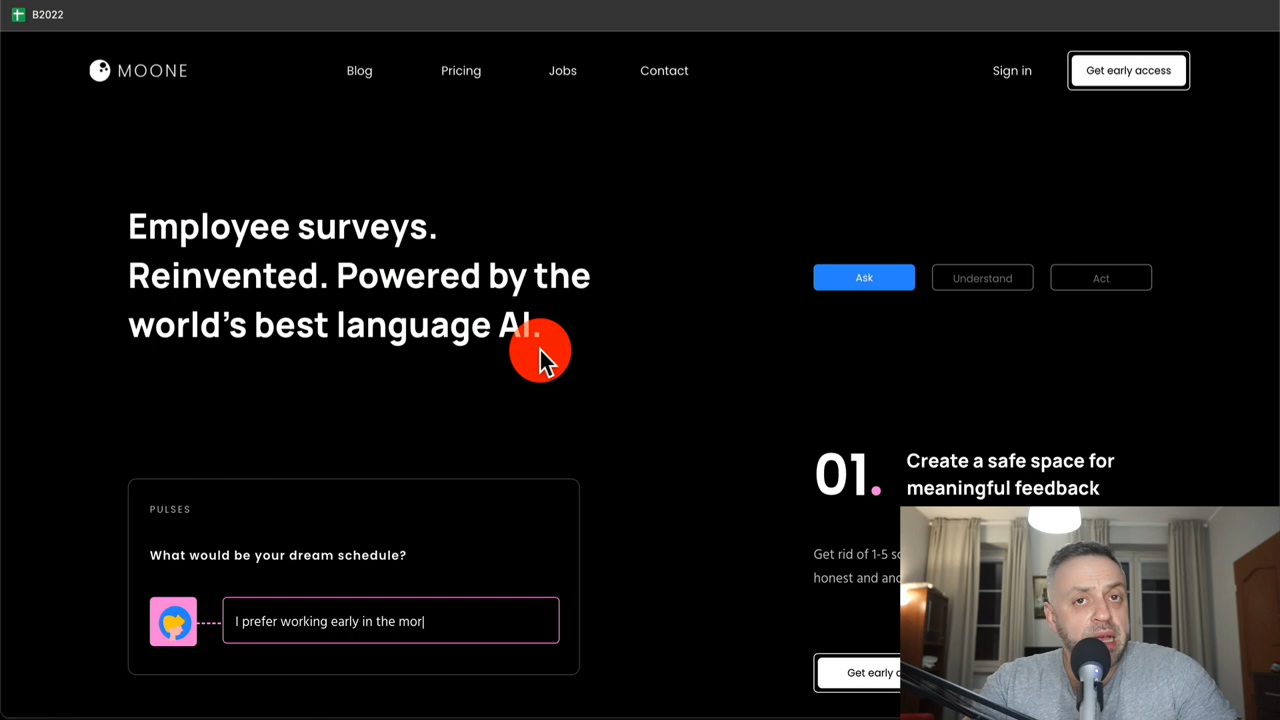 B2022
MOONE
Blog
Pricing
Jobs
Contact
Sign in
Get early access
Employee surveys.
Reinvented. Powered by the
world's best language AI.
Ask
Understand
Act
PULSES
What would be your dream schedule?
I prefer working early in the mor
01.
Create a safe space for
meaningful feedback
Get rid of 1-5
honest and
Get early